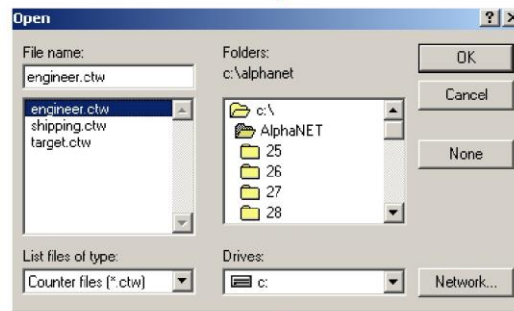 Open
File name:
engineer.ctw
engineer.ctw
shipping.ctw
target.ctw
List files of type:
Counter files (*.ctw)
Folders:
c:\alphanet
c:\
AlphaNET
25
26
27
28
Drives:
c:
OK
Cancel
None
Network...